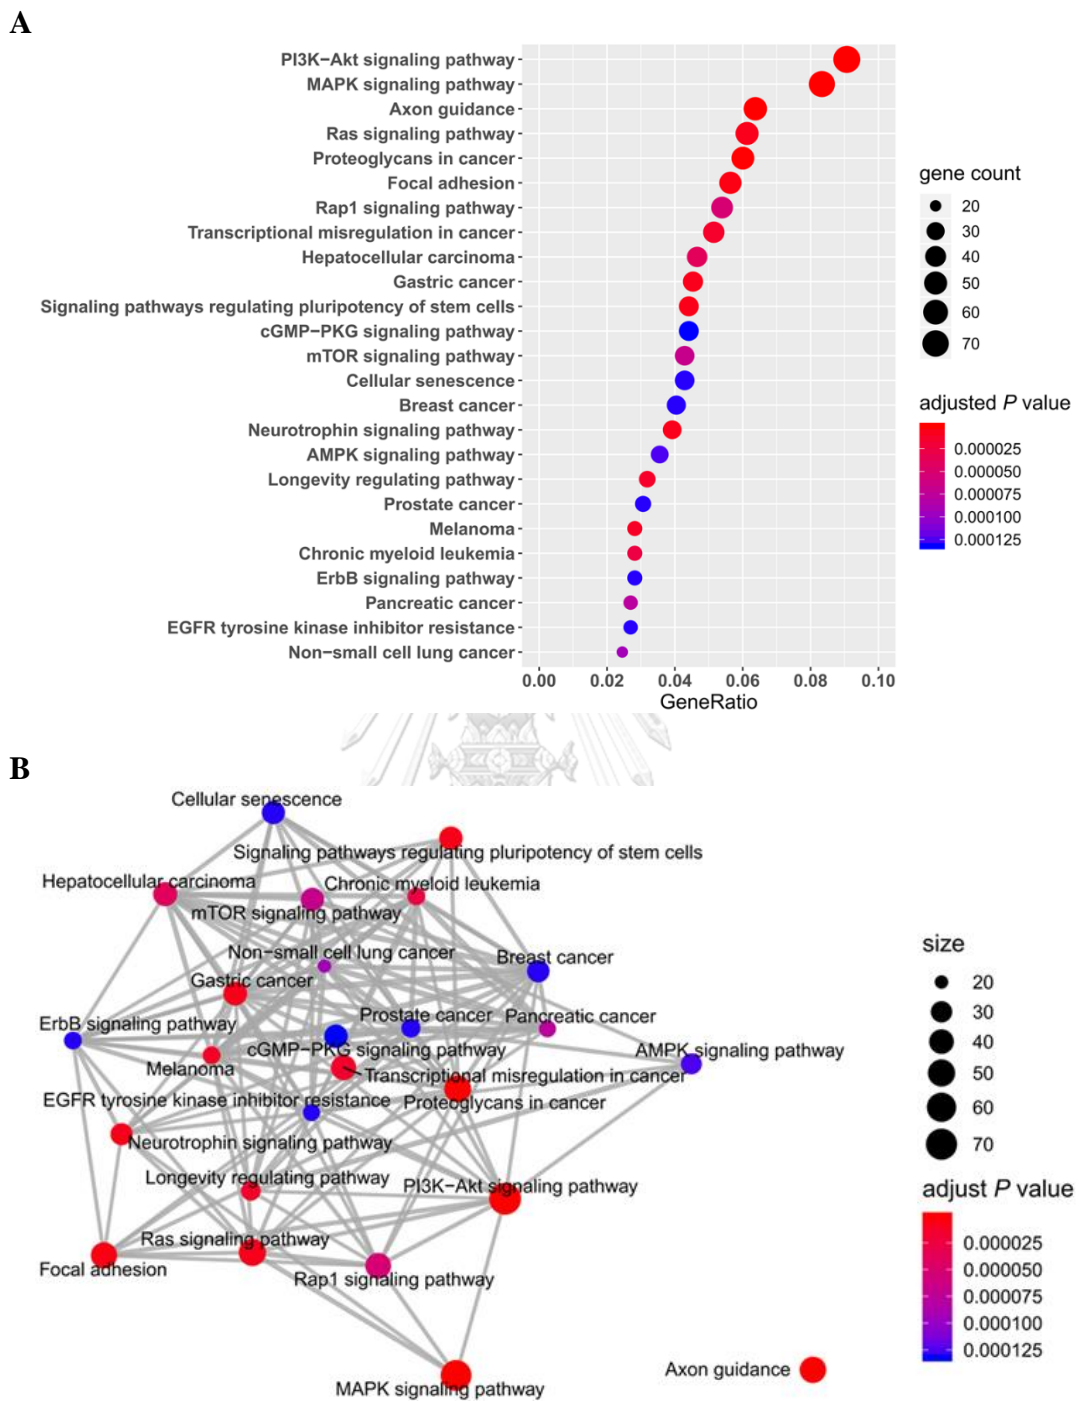 A
PI3K−Akt signaling pathway
MAPK signaling pathway
Axon guidance
Ras signaling pathway
Proteoglycans in cancer
Focal adhesion
Rap1 signaling pathway
Transcriptional misregulation in cancer
Hepatocellular carcinoma
Gastric cancer
Signaling pathways regulating pluripotency of stem cells
cGMP−PKG signaling pathway
mTOR signaling pathway
Cellular senescence
Breast cancer
Neurotrophin signaling pathway
AMPK signaling pathway
Longevity regulating pathway
Prostate cancer
Melanoma
Chronic myeloid leukemia
ErbB signaling pathway
Pancreatic cancer
EGFR tyrosine kinase inhibitor resistance
Non−small cell lung cancer
0.00 0.02 0.04 0.06 0.08 0.10
GeneRatio
gene count
20
30
40
50
60
70
adjusted P value
0.000025
0.000050
0.000075
0.000100
0.000125
B
Cellular senescence
Signaling pathways regulating pluripotency of stem cells
Hepatocellular carcinoma
Chronic myeloid leukemia
mTOR signaling pathway
Non−small cell lung cancer
Breast cancer
Gastric cancer
Prostate cancer
Pancreatic cancer
ErbB signaling pathway
cGMP−PKG signaling pathway
AMPK signaling pathway
Melanoma
Transcriptional misregulation in cancer
EGFR tyrosine kinase inhibitor resistance
Proteoglycans in cancer
Neurotrophin signaling pathway
Longevity regulating pathway
PI3K−Akt signaling pathway
Ras signaling pathway
Focal adhesion
Rap1 signaling pathway
Axon guidance
MAPK signaling pathway
size
20
30
40
50
60
70
adjust P value
0.000025
0.000050
0.000075
0.000100
0.000125